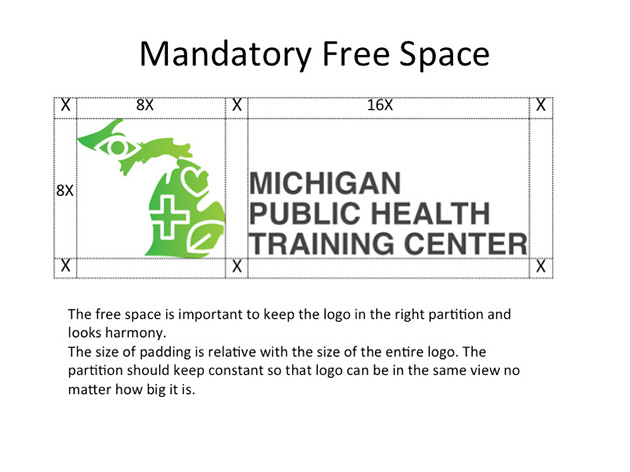 Mandatory Free Space
X 8X X 16X X
8X
MICHIGAN
PUBLIC HEALTH
TRAINING CENTER
X X X
The free space is important to keep the logo in the right partition and
looks harmony.
The size of padding is relative with the size of the entire logo. The
partition should keep constant so that logo can be in the same view no
matter how big it is.